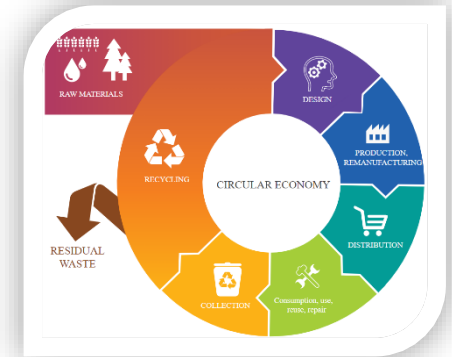 RAW MATERIALS
DESIGN
PRODUCTION,
REMANUFACTURING
RECYCLING
CIRCULAR ECONOMY
DISTRIBUTION
RESIDUAL
WASTE
COLLECTION
Consumption, use,
reuse, repair